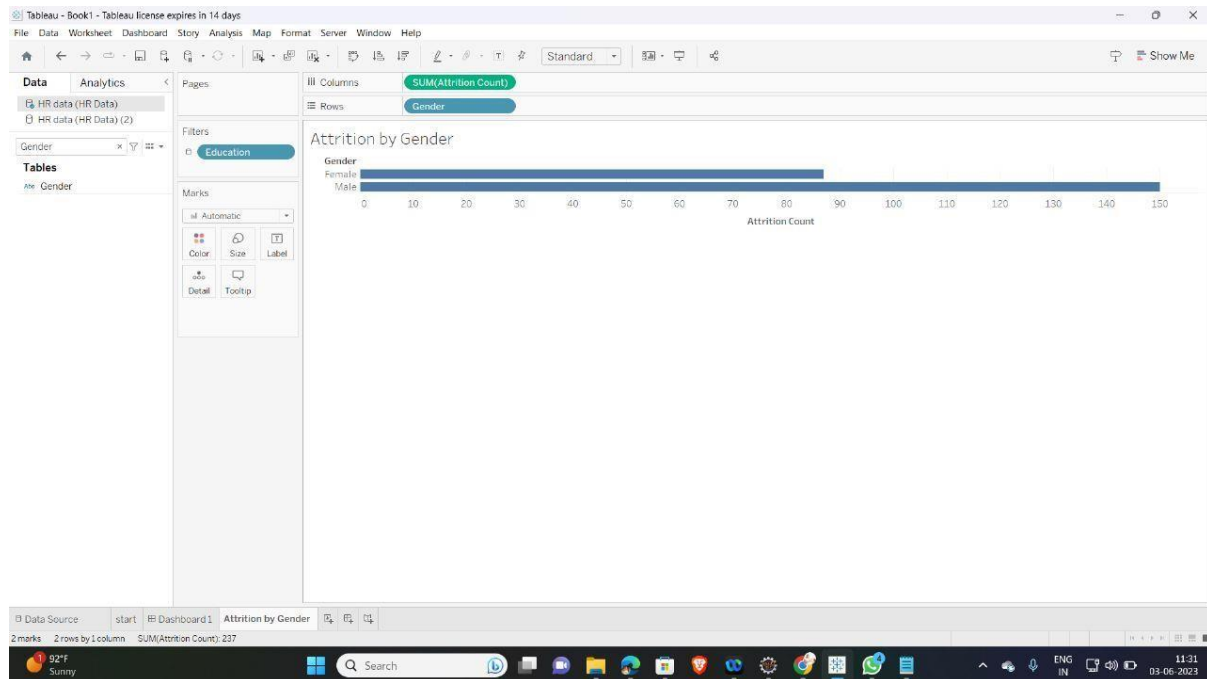 Tableau - Book1 - Tableau license expires in 14 days
File Data Worksheet Dashboard Story Analysis Map Format Server Window Help
Standard
Show Me
Data Analytics
HR data (HR Data)
HR data (HR Data) (2)
Gender
Tables
Abc Gender
Pages
Filters
Education
Marks
Automatic
Color Size Label
Detail Tooltip
Columns SUM(Attrition Count)
Rows Gender
Attrition by Gender
Gender
Female
Male
0 10 20 30 40 50 60 70 80 90 100 110 120 130 140 150
Attrition Count
Data Source start Dashboard 1 Attrition by Gender
2 marks 2 rows by 1 column SUM(Attrition Count): 237
1 92°F
Sunny
Search
ENG
IN
11:31
03-06-2023